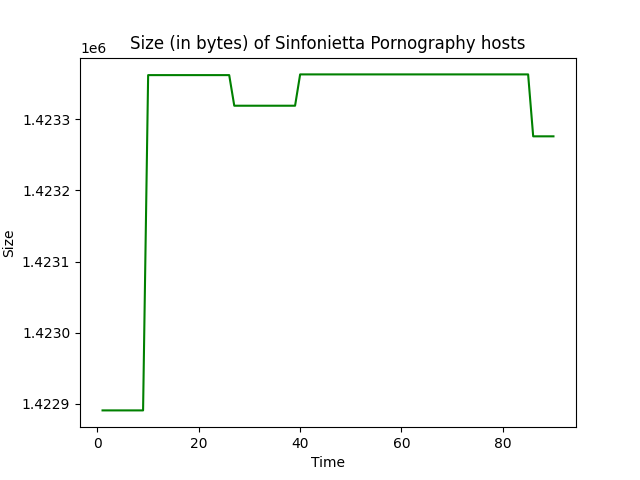 Size (in bytes) of Sinfonietta Pornography hosts
1e6
1.4233
1.4232
1.4231
1.4230
1.4229
Size
0 20 40 60 80
Time